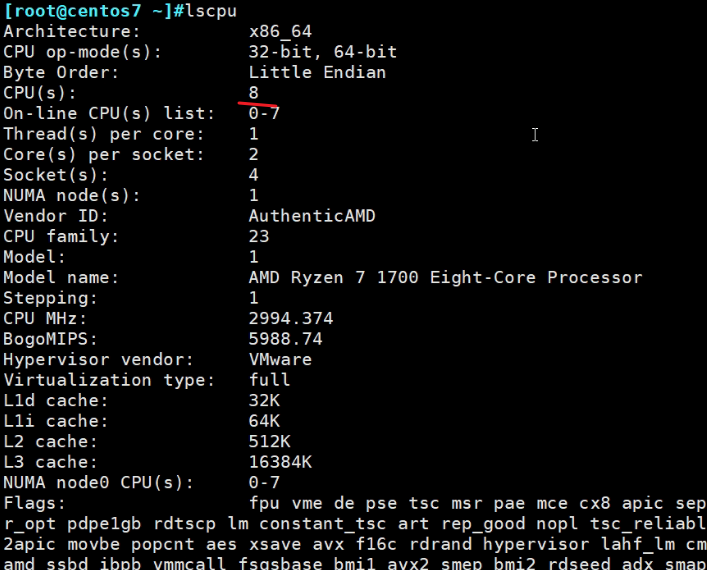 [root@centos7 ~]#lscpu
Architecture:          x86_64
CPU op-mode(s):        32-bit, 64-bit
Byte Order:            Little Endian
CPU(s):                8
On-line CPU(s) list:   0-7
Thread(s) per core:    1
Core(s) per socket:    2
Socket(s):             4
NUMA node(s):          1
Vendor ID:             AuthenticAMD
CPU family:            23
Model:                 1
Model name:            AMD Ryzen 7 1700 Eight-Core Processor
Stepping:              1
CPU MHz:               2994.374
BogoMIPS:              5988.74
Hypervisor vendor:     VMware
Virtualization type:   full
L1d cache:             32K
L1i cache:             64K
L2 cache:              512K
L3 cache:              16384K
NUMA node0 CPU(s):     0-7
Flags:                 fpu vme de pse tsc msr pae mce cx8 apic sep
r_opt pdpe1gb rdtscp lm constant_tsc art rep_good nopl tsc_reliabl
2apic movbe popcnt aes xsave avx f16c rdrand hypervisor lahf_lm cm
amd ssbd ibpb vmmcall fsgsbase bmi1 avx2 smep bmi2 rdseed adx smap